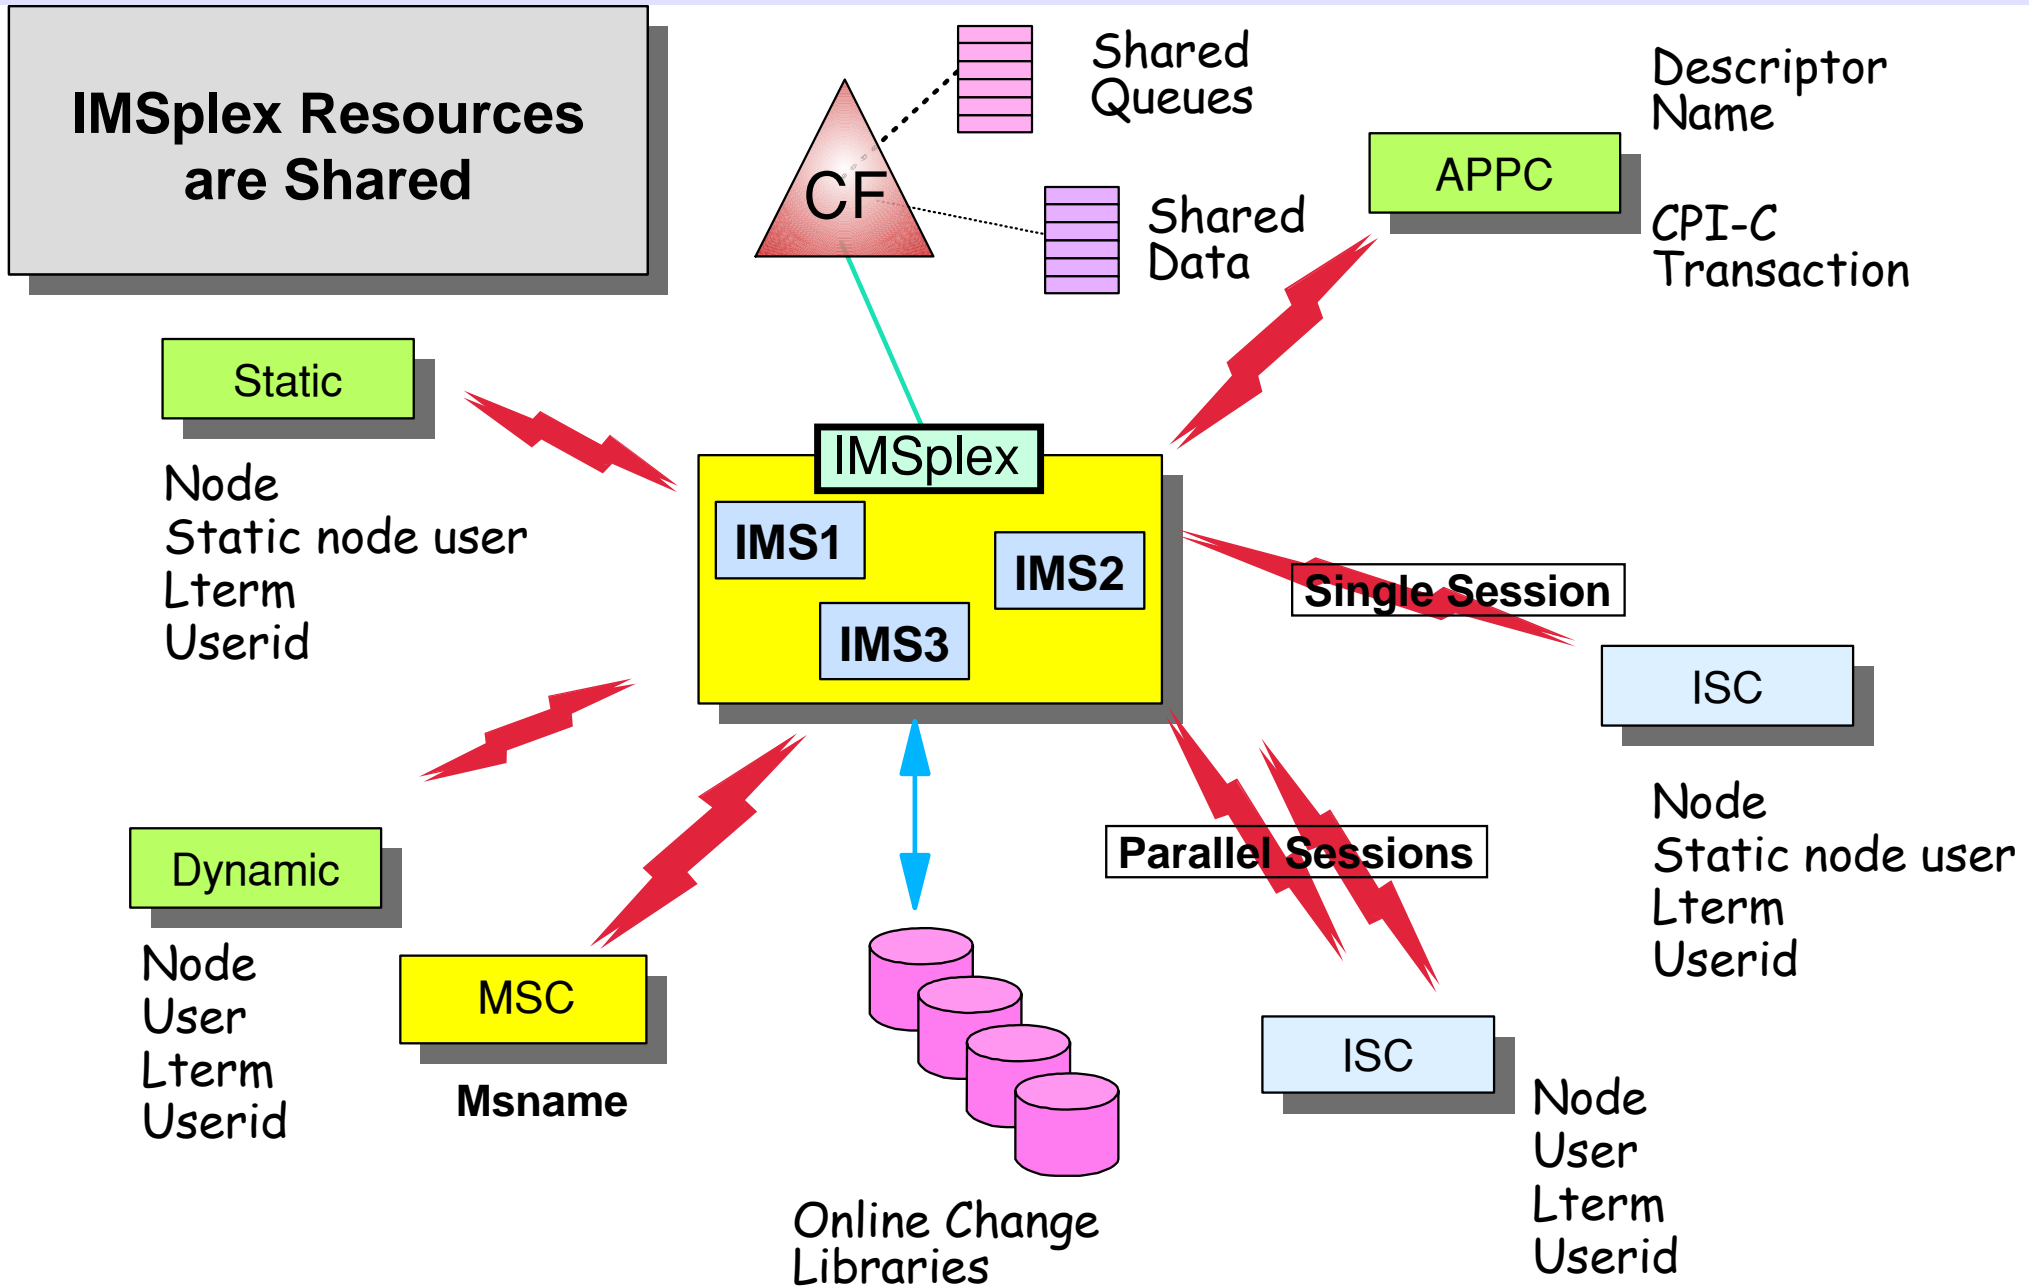 IMSplex Resources
are Shared
CF
Shared
Queues
Shared
Data
Descriptor
Name
APPC
CPI-C
Transaction
Static
Node
Static node user
Lterm
Userid
IMSplex
IMS1
IMS2
IMS3
Single Session
ISC
Node
Static node user
Lterm
Userid
Dynamic
Node
User
Lterm
Userid
MSC
Msname
Parallel Sessions
ISC
Node
User
Lterm
Userid
Online Change
Libraries